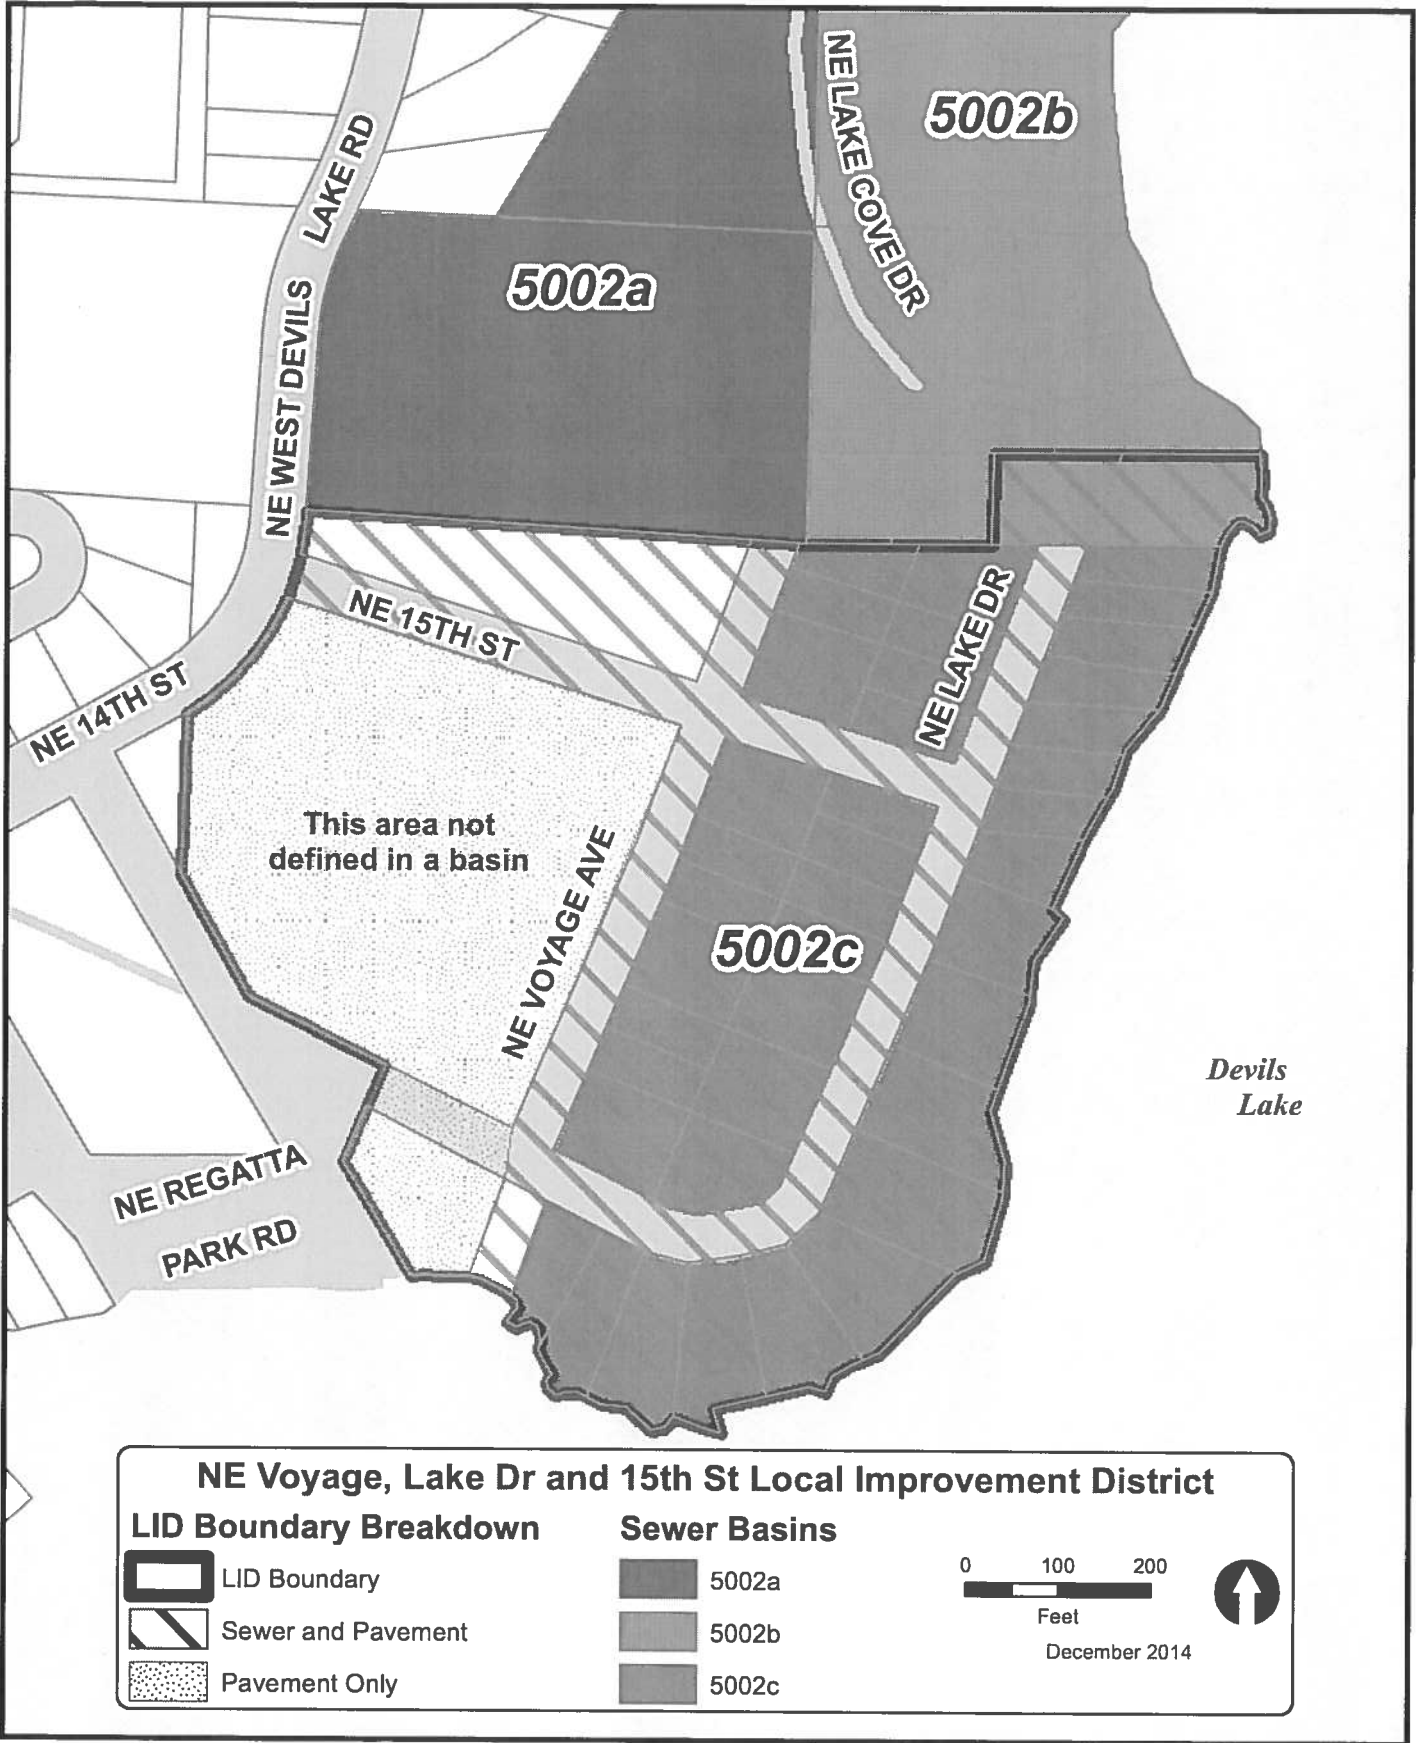 NE LAKE COVE DR
5002b
NE WEST DEVILS LAKE RD
5002a
NE 15TH ST
NE LAKE DR
NE 14TH ST
This area not
defined in a basin
NE VOYAGE AVE
5002c
Devils
Lake
NE REGATTA
PARK RD
NE Voyage, Lake Dr and 15th St Local Improvement District
LID Boundary Breakdown
LID Boundary
Sewer and Pavement
Pavement Only
Sewer Basins
5002a
5002b
5002c
0 100 200
Feet
December 2014